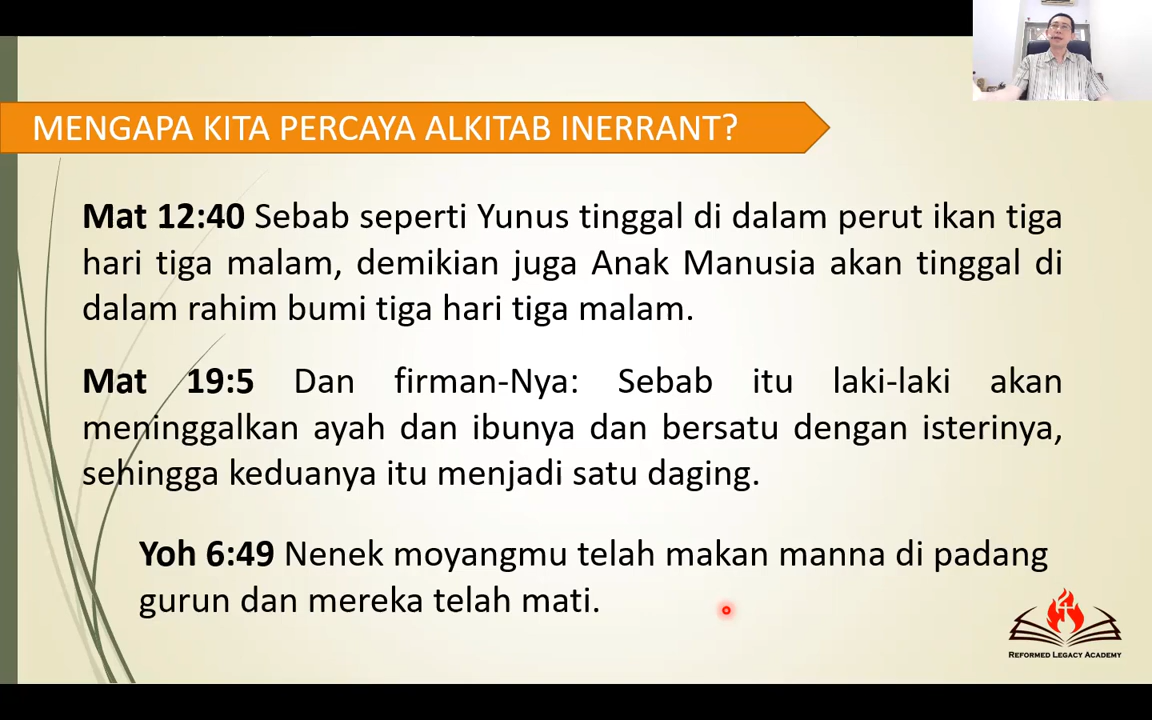 MENGAPA KITA PERCAYA ALKITAB INERRANT?
Mat 12:40 Sebab seperti Yunus tinggal di dalam perut ikan tiga
hari tiga malam, demikian juga Anak Manusia akan tinggal di
dalam rahim bumi tiga hari tiga malam.
Mat 19:5 Dan firman-Nya: Sebab itu laki-laki akan
meninggalkan ayah dan ibunya dan bersatu dengan isterinya,
sehingga keduanya itu menjadi satu daging.
Yoh 6:49 Nenek moyangmu telah makan manna di padang
gurun dan mereka telah mati.
REFORMED LEGACY ACADEMY